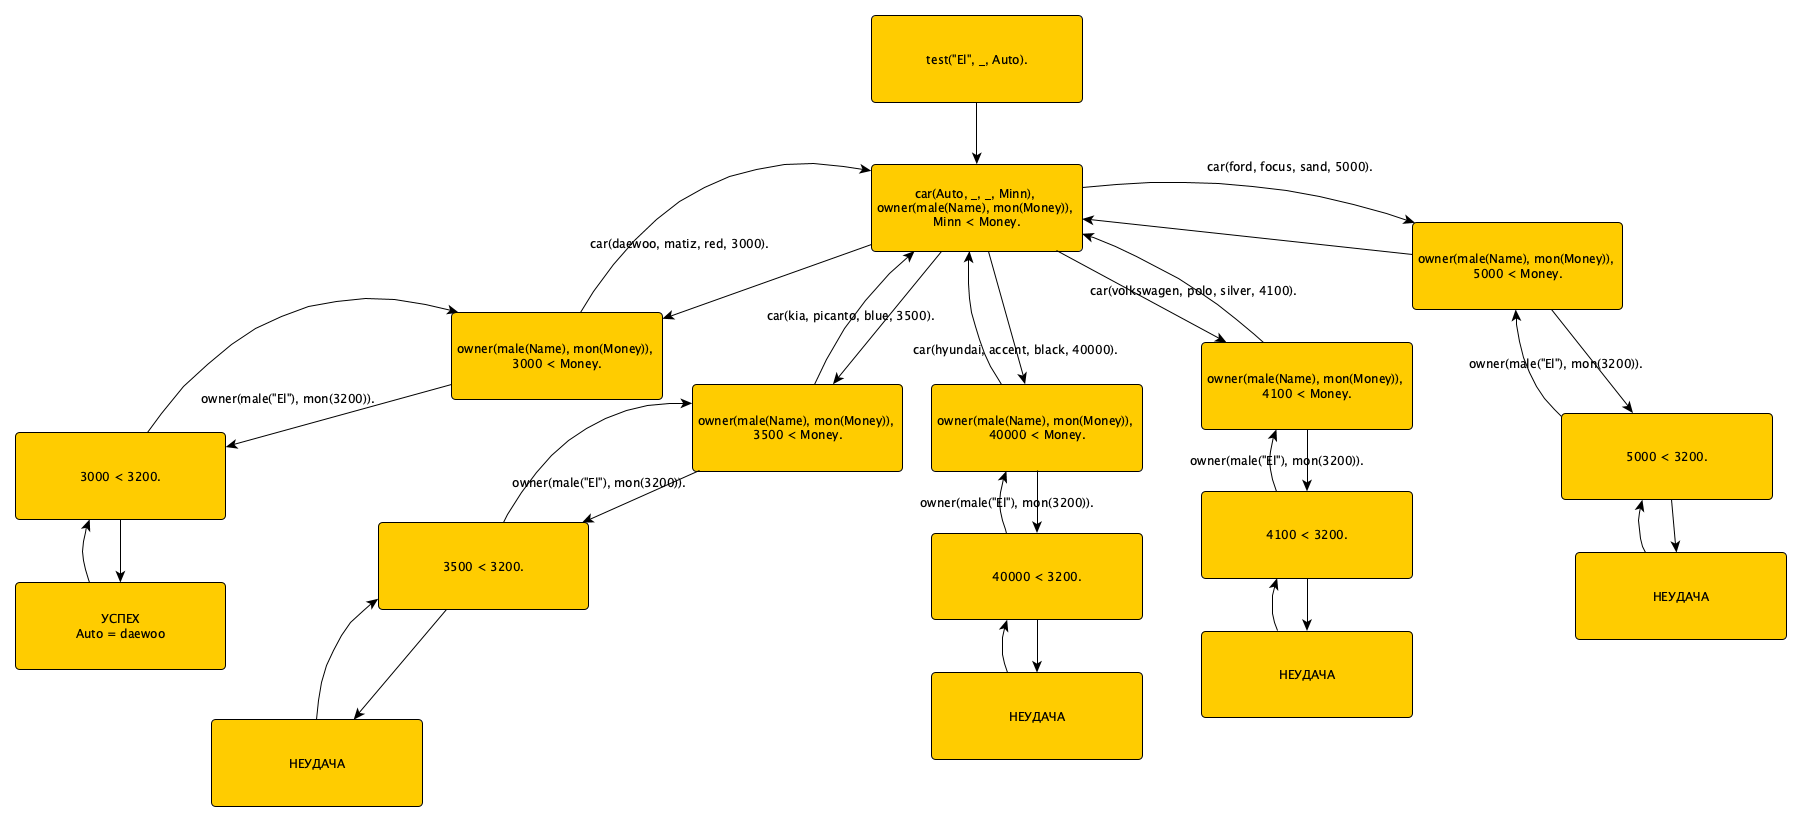 test("El", _, Auto).
car(ford, focus, sand, 5000).
car(Auto, _, _, Minn),
owner(male(Name), mon(Money)),
Minn < Money.
car(daewoo, matiz, red, 3000).
owner(male(Name), mon(Money)),
5000 < Money.
car(volkswagen, polo, silver, 4100).
car(kia, picanto, blue, 3500).
car(hyundai, accent, black, 40000).
owner(male(Name), mon(Money)),
3000 < Money.
owner(male("El"), mon(3200)).
owner(male(Name), mon(Money)),
4100 < Money.
owner(male("El"), mon(3200)).
owner(male(Name), mon(Money)),
3500 < Money.
owner(male(Name), mon(Money)),
40000 < Money.
owner(male("El"), mon(3200)).
5000 < 3200.
3000 < 3200.
owner(male("El"), mon(3200)).
owner(male("El"), mon(3200)).
4100 < 3200.
3500 < 3200.
40000 < 3200.
НЕУДАЧА
УСПЕХ
Auto = daewoo
НЕУДАЧА
НЕУДАЧА
НЕУДАЧА